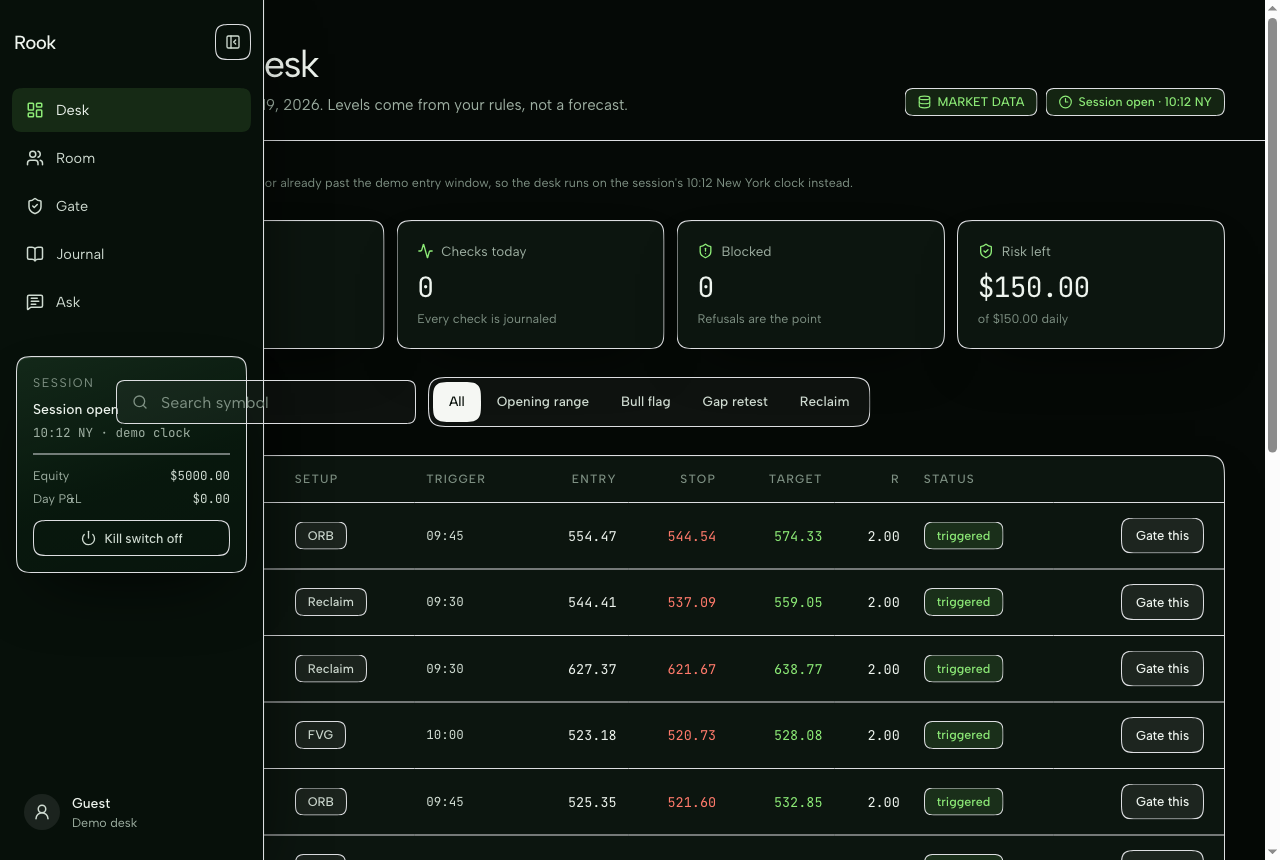 Rook
Desk
Room
Gate
Journal
Ask
SESSION
Session open
10:12 NY · demo clock
Equity $5000.00
Day P&L $0.00
Kill switch off
Guest
Demo desk
esk
9, 2026. Levels come from your rules, not a forecast.
MARKET DATA
Session open · 10:12 NY
or already past the demo entry window, so the desk runs on the session's 10:12 New York clock instead.
Checks today
0
Every check is journaled
Blocked
0
Refusals are the point
Risk left
$150.00
of $150.00 daily
Search symbol
All Opening range Bull flag Gap retest Reclaim
SETUP TRIGGER ENTRY STOP TARGET R STATUS
ORB 09:45 554.47 544.54 574.33 2.00 triggered Gate this
Reclaim 09:30 544.41 537.09 559.05 2.00 triggered Gate this
Reclaim 09:30 627.37 621.67 638.77 2.00 triggered Gate this
FVG 10:00 523.18 520.73 528.08 2.00 triggered Gate this
ORB 09:45 525.35 521.60 532.85 2.00 triggered Gate this